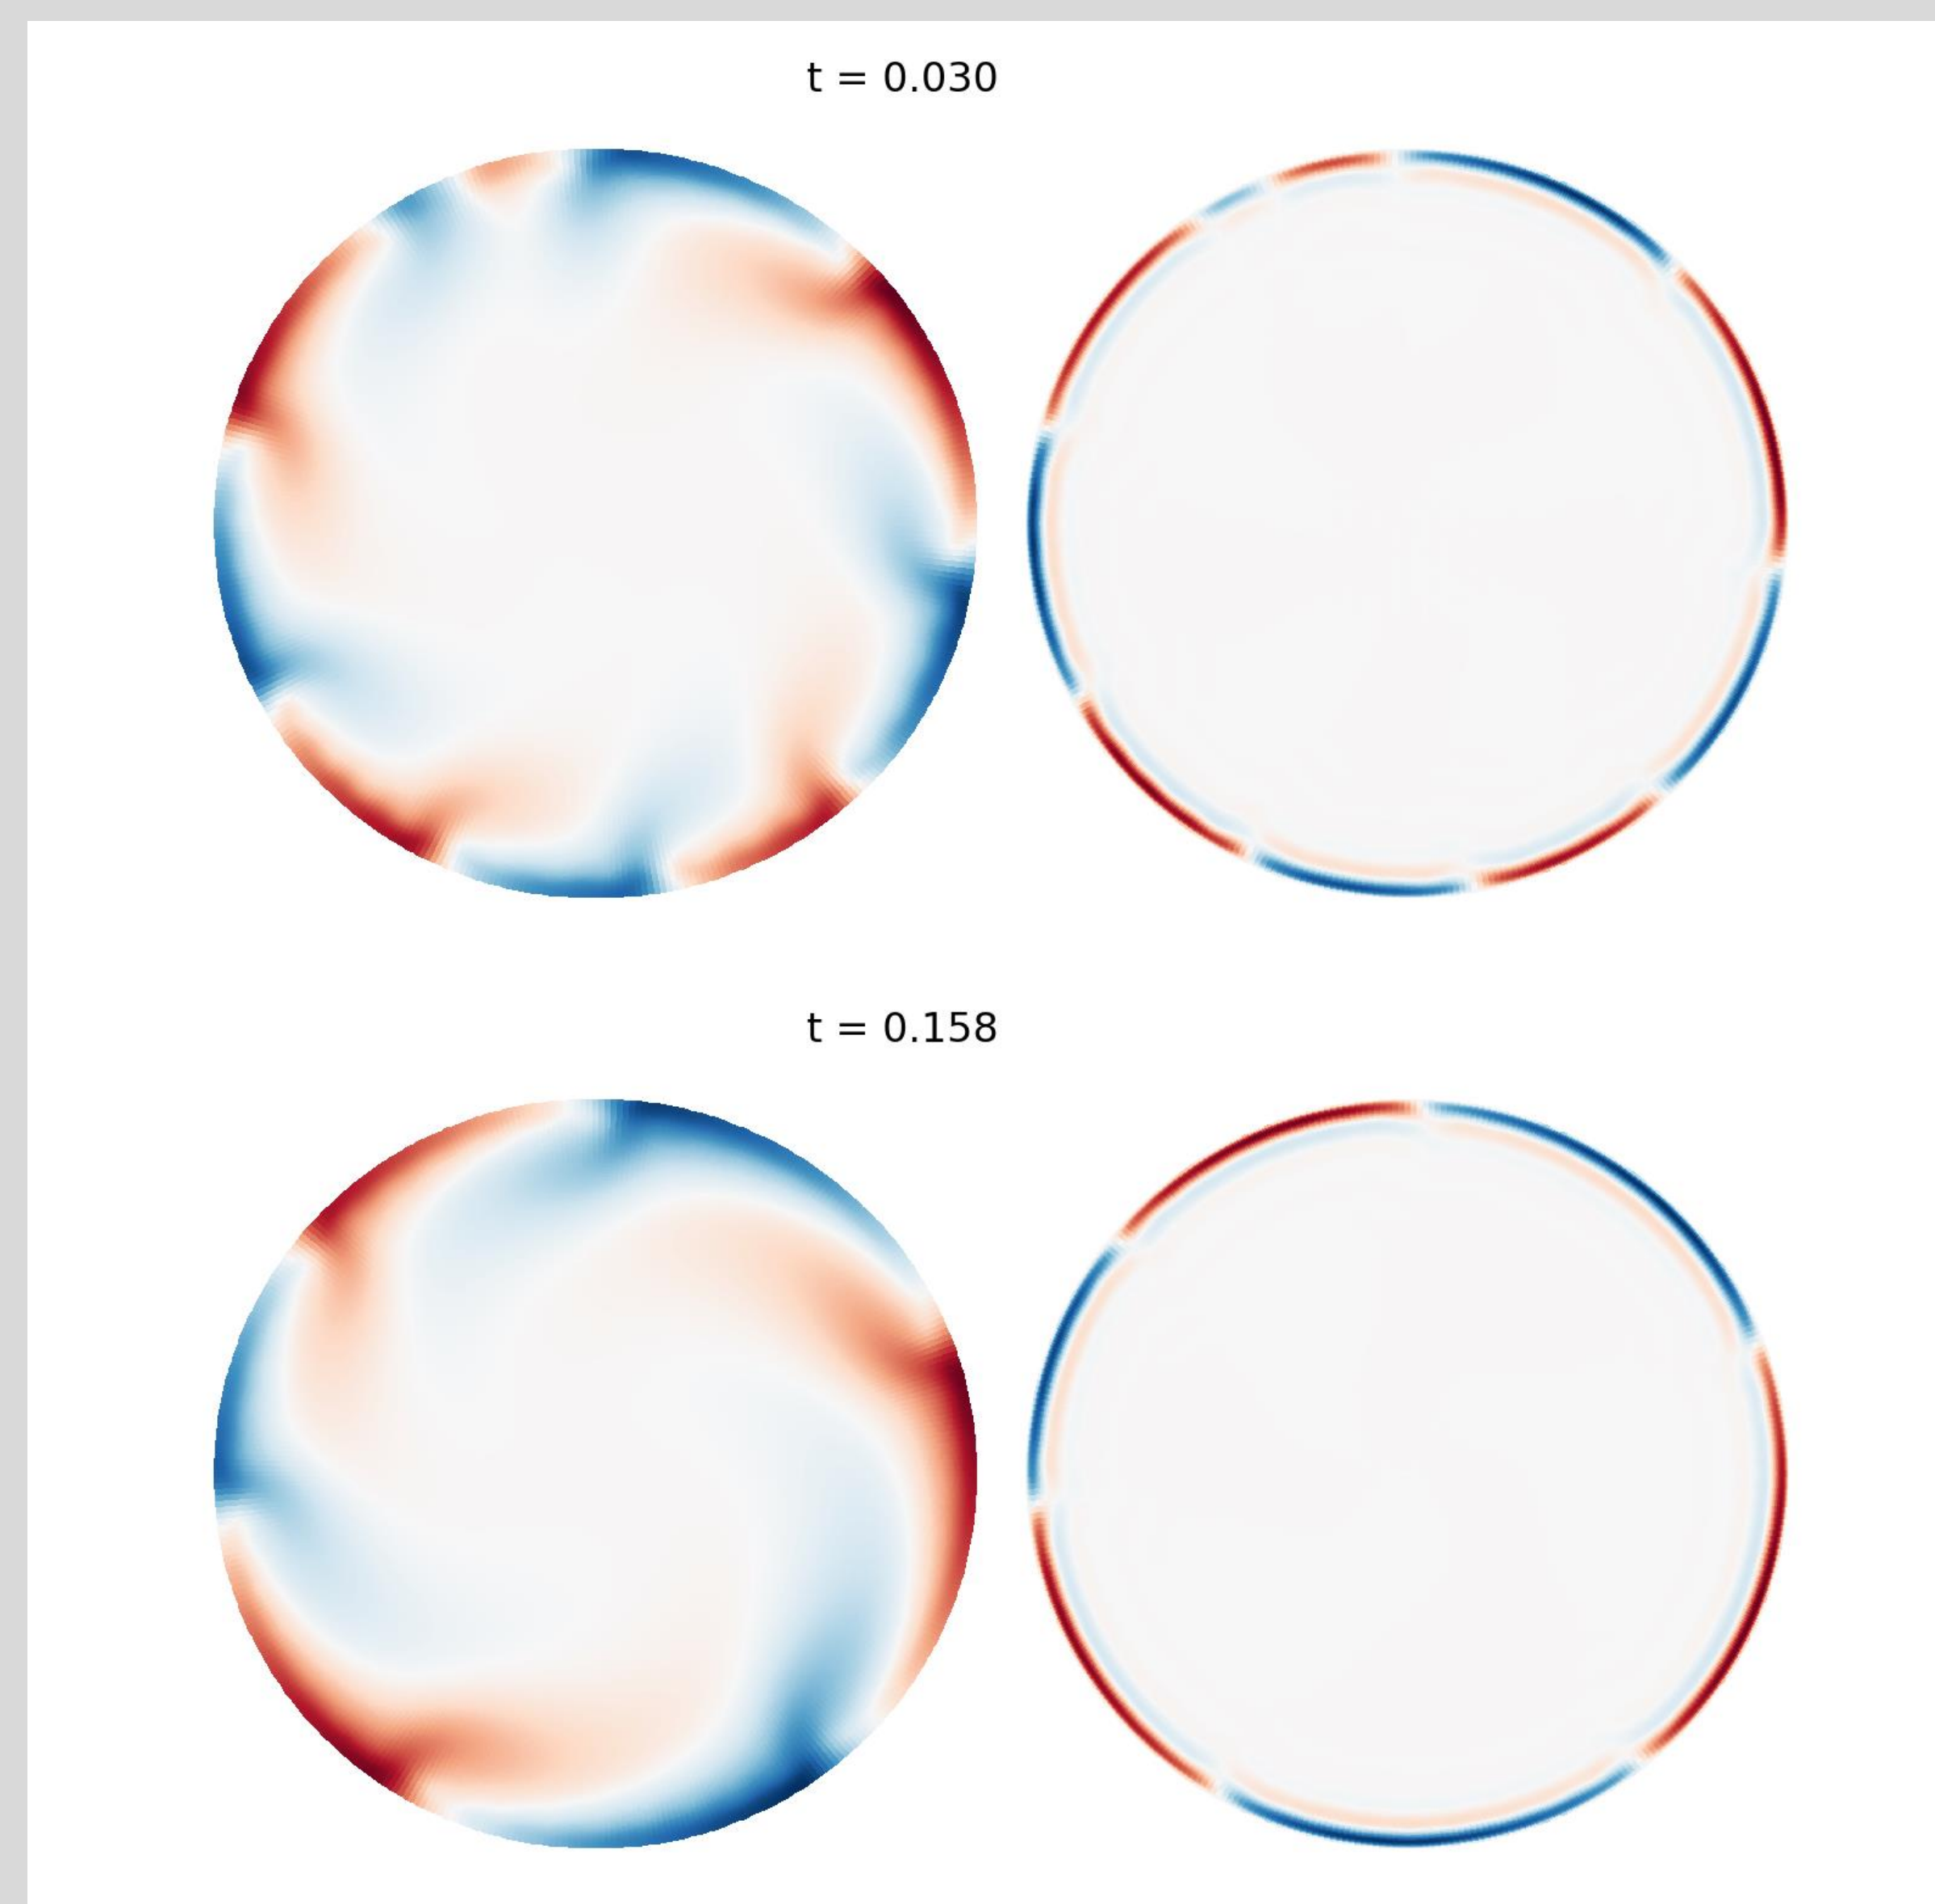 t = 0.030
t = 0.158